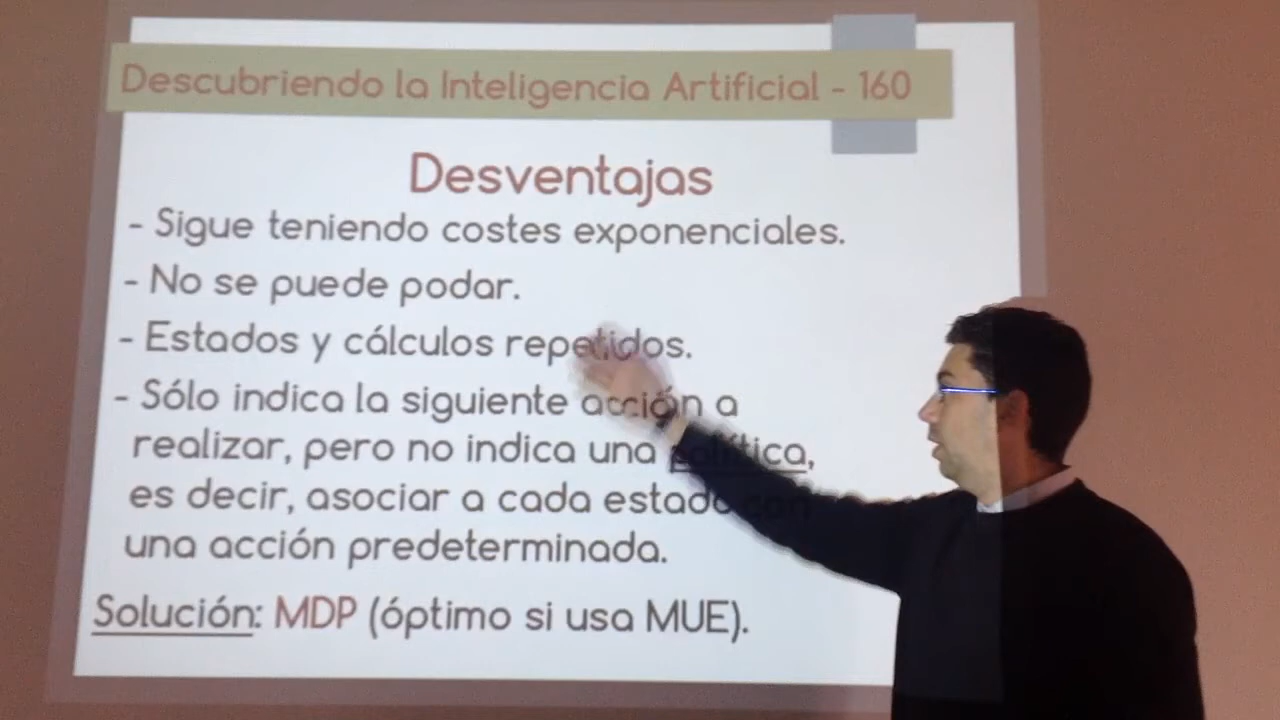 Descubriendo la Inteligencia Artificial - 160
Desventajas
- Sigue teniendo costes exponenciales.
- No se puede podar.
- Estados y cálculos repetidos.
- Sólo indica la siguiente acción a
realizar, pero no indica una política,
es decir, asociar a cada estado con
una acción predeterminada.
Solución: MDP (óptimo si usa MUE).